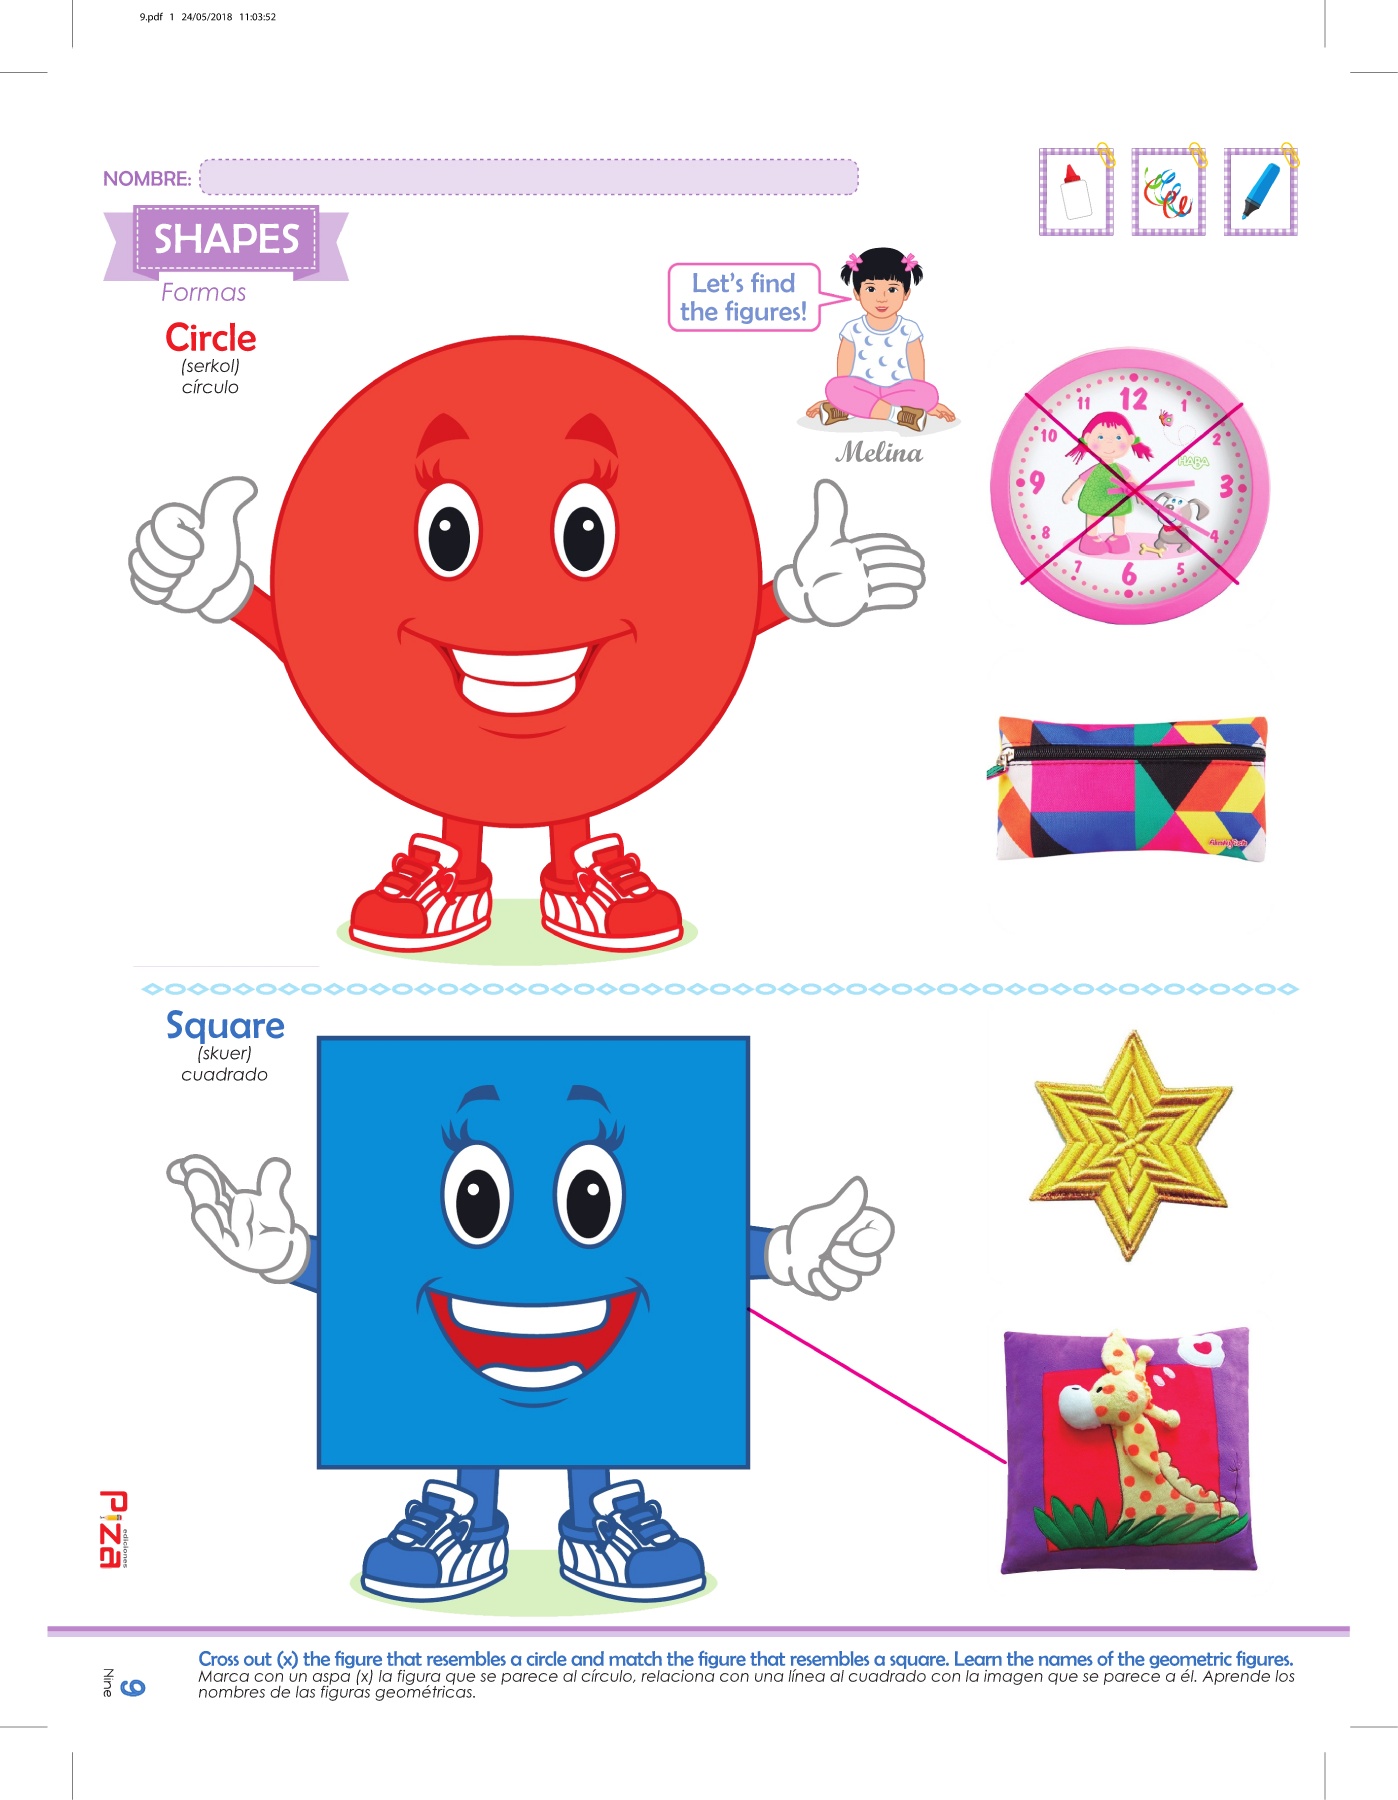 9.pdf 1 24/05/2018 11:03:52
NOMBRE:
SHAPES
Formas
Let's find
the figures!
Melina
Circle
(serkol)
círculo
12
1
2
3
4
5
6
7
8
9
10
11
HABA
Square
(skuer)
cuadrado
Piza
ediciones
Cross out (x) the figure that resembles a circle and match the figure that resembles a square. Learn the names of the geometric figures.
Marca con un aspa (x) la figura que se parece al círculo, relaciona con una línea al cuadrado con la imagen que se parece a él. Aprende los
nombres de las figuras geométricas.
9
Nine